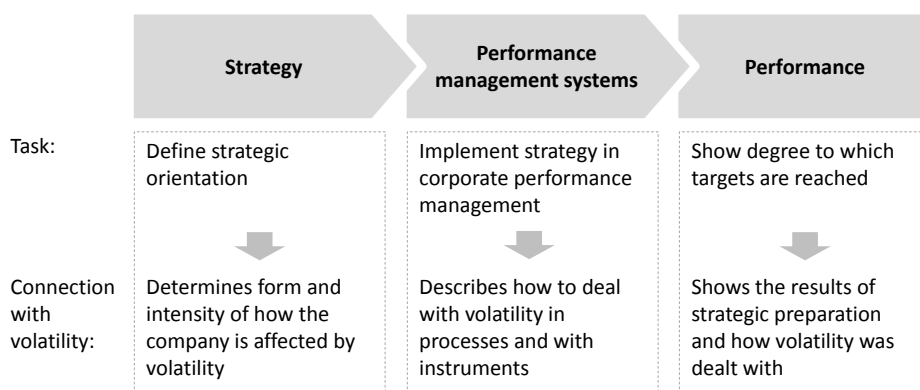 Strategy
Performance
management systems
Performance
Task:
Define strategic
orientation
Implement strategy in
corporate performance
management
Show degree to which
targets are reached
Connection
with
volatility:
Determines form and
intensity of how the
company is affected by
volatility
Describes how to deal
with volatility in
processes and with
instruments
Shows the results of
strategic preparation
and how volatility was
dealt with